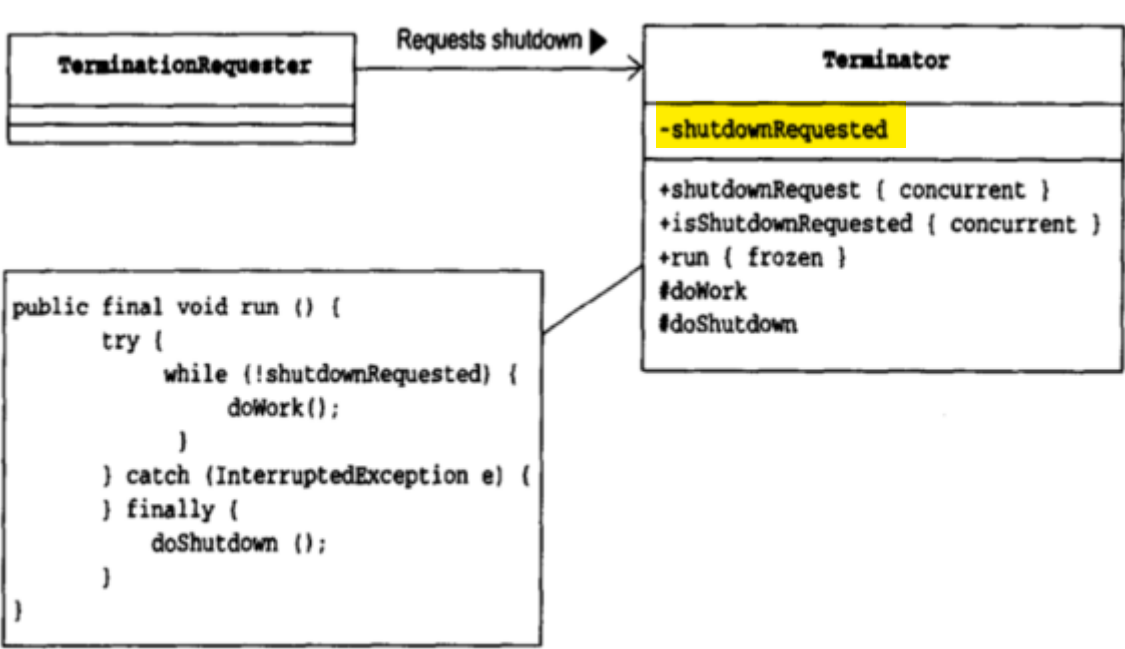 TerminationRequester
Requests shutdown ▶
Terminator
-shutdownRequested
+shutdownRequest { concurrent }
+isShutdownRequested { concurrent }
+run { frozen }
#doWork
#doShutdown
public final void run () {
try {
while (!shutdownRequested) {
doWork();
}
} catch (InterruptedException e) {
} finally {
doShutdown ();
}
}